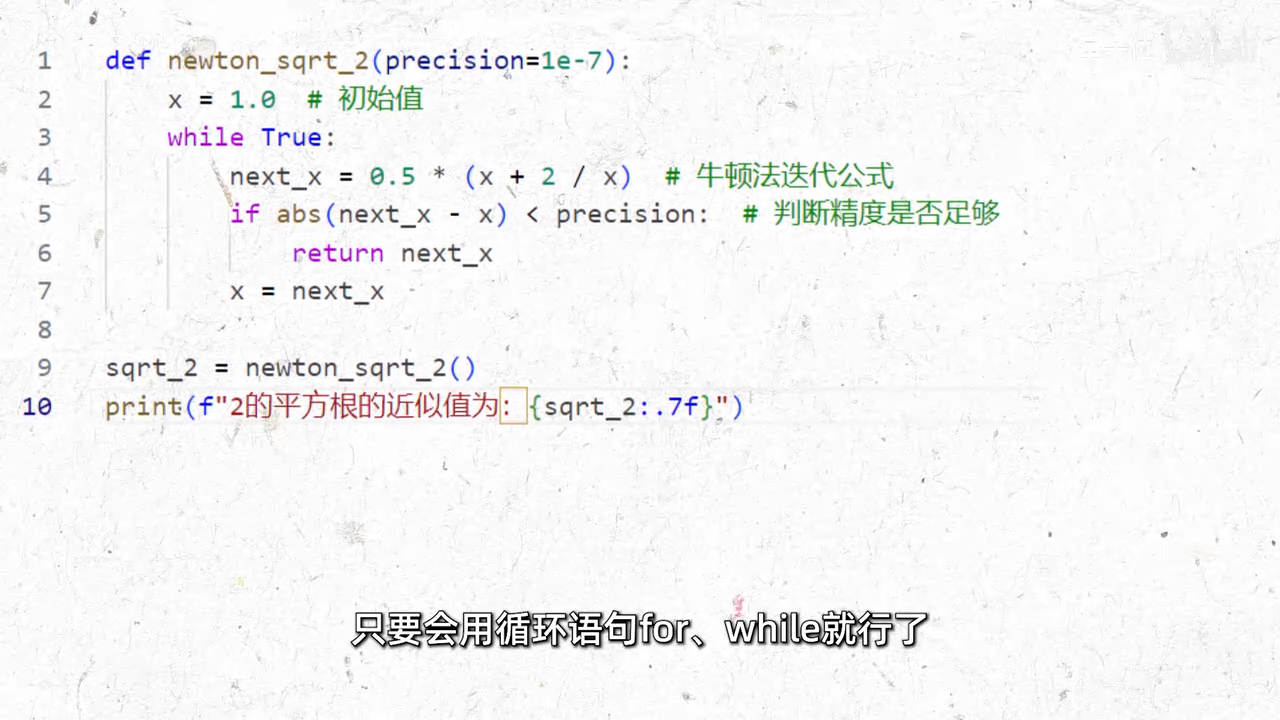 1 def newton_sqrt_2(precision=1e-7):
2 x = 1.0 # 初始值
3 while True:
4 next_x = 0.5 * (x + 2 / x) # 牛顿法迭代公式
5 if abs(next_x - x) < precision: # 判断精度是否足够
6 return next_x
7 x = next_x
8
9 sqrt_2 = newton_sqrt_2()
10 print(f"2的平方根的近似值为：{sqrt_2:.7f}")
只要会用循环语句for、while就行了